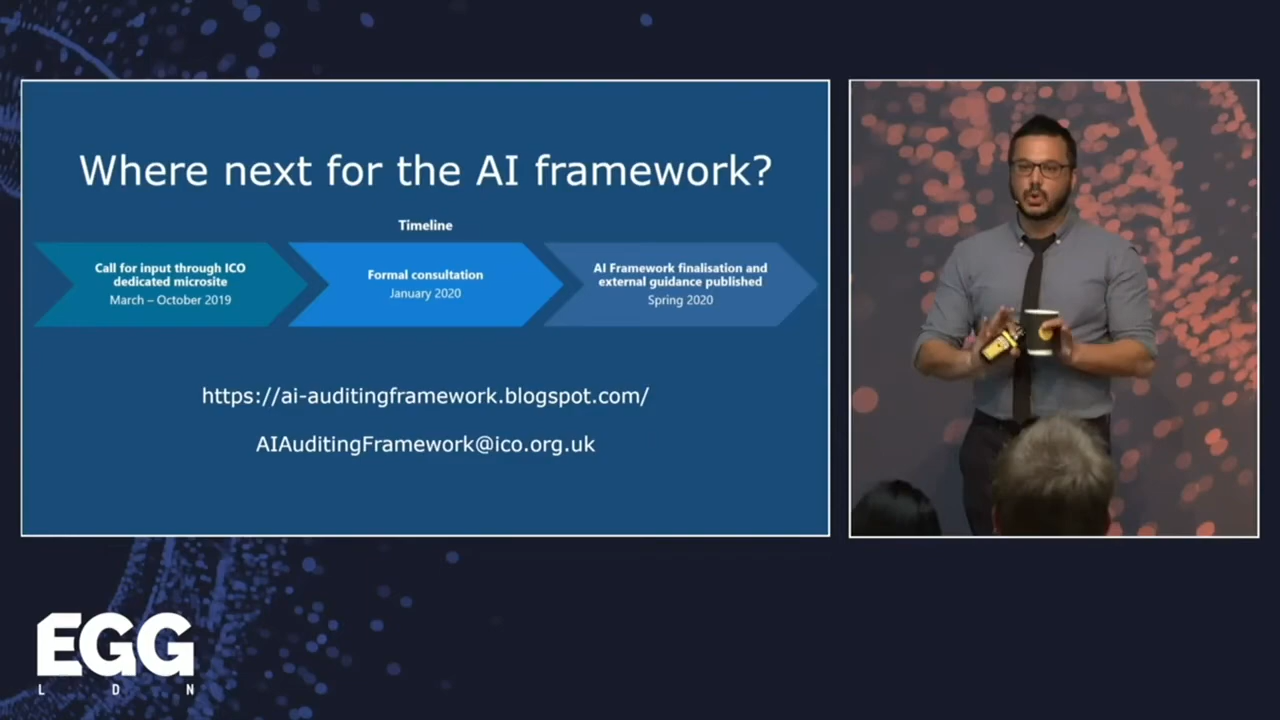 Where next for the AI framework?
Timeline
Call for input through ICO
dedicated microsite
March – October 2019
Formal consultation
January 2020
AI Framework finalisation and
external guidance published
Spring 2020
https://ai-auditingframework.blogspot.com/
AIAuditingFramework@ico.org.uk
EGG
L D N